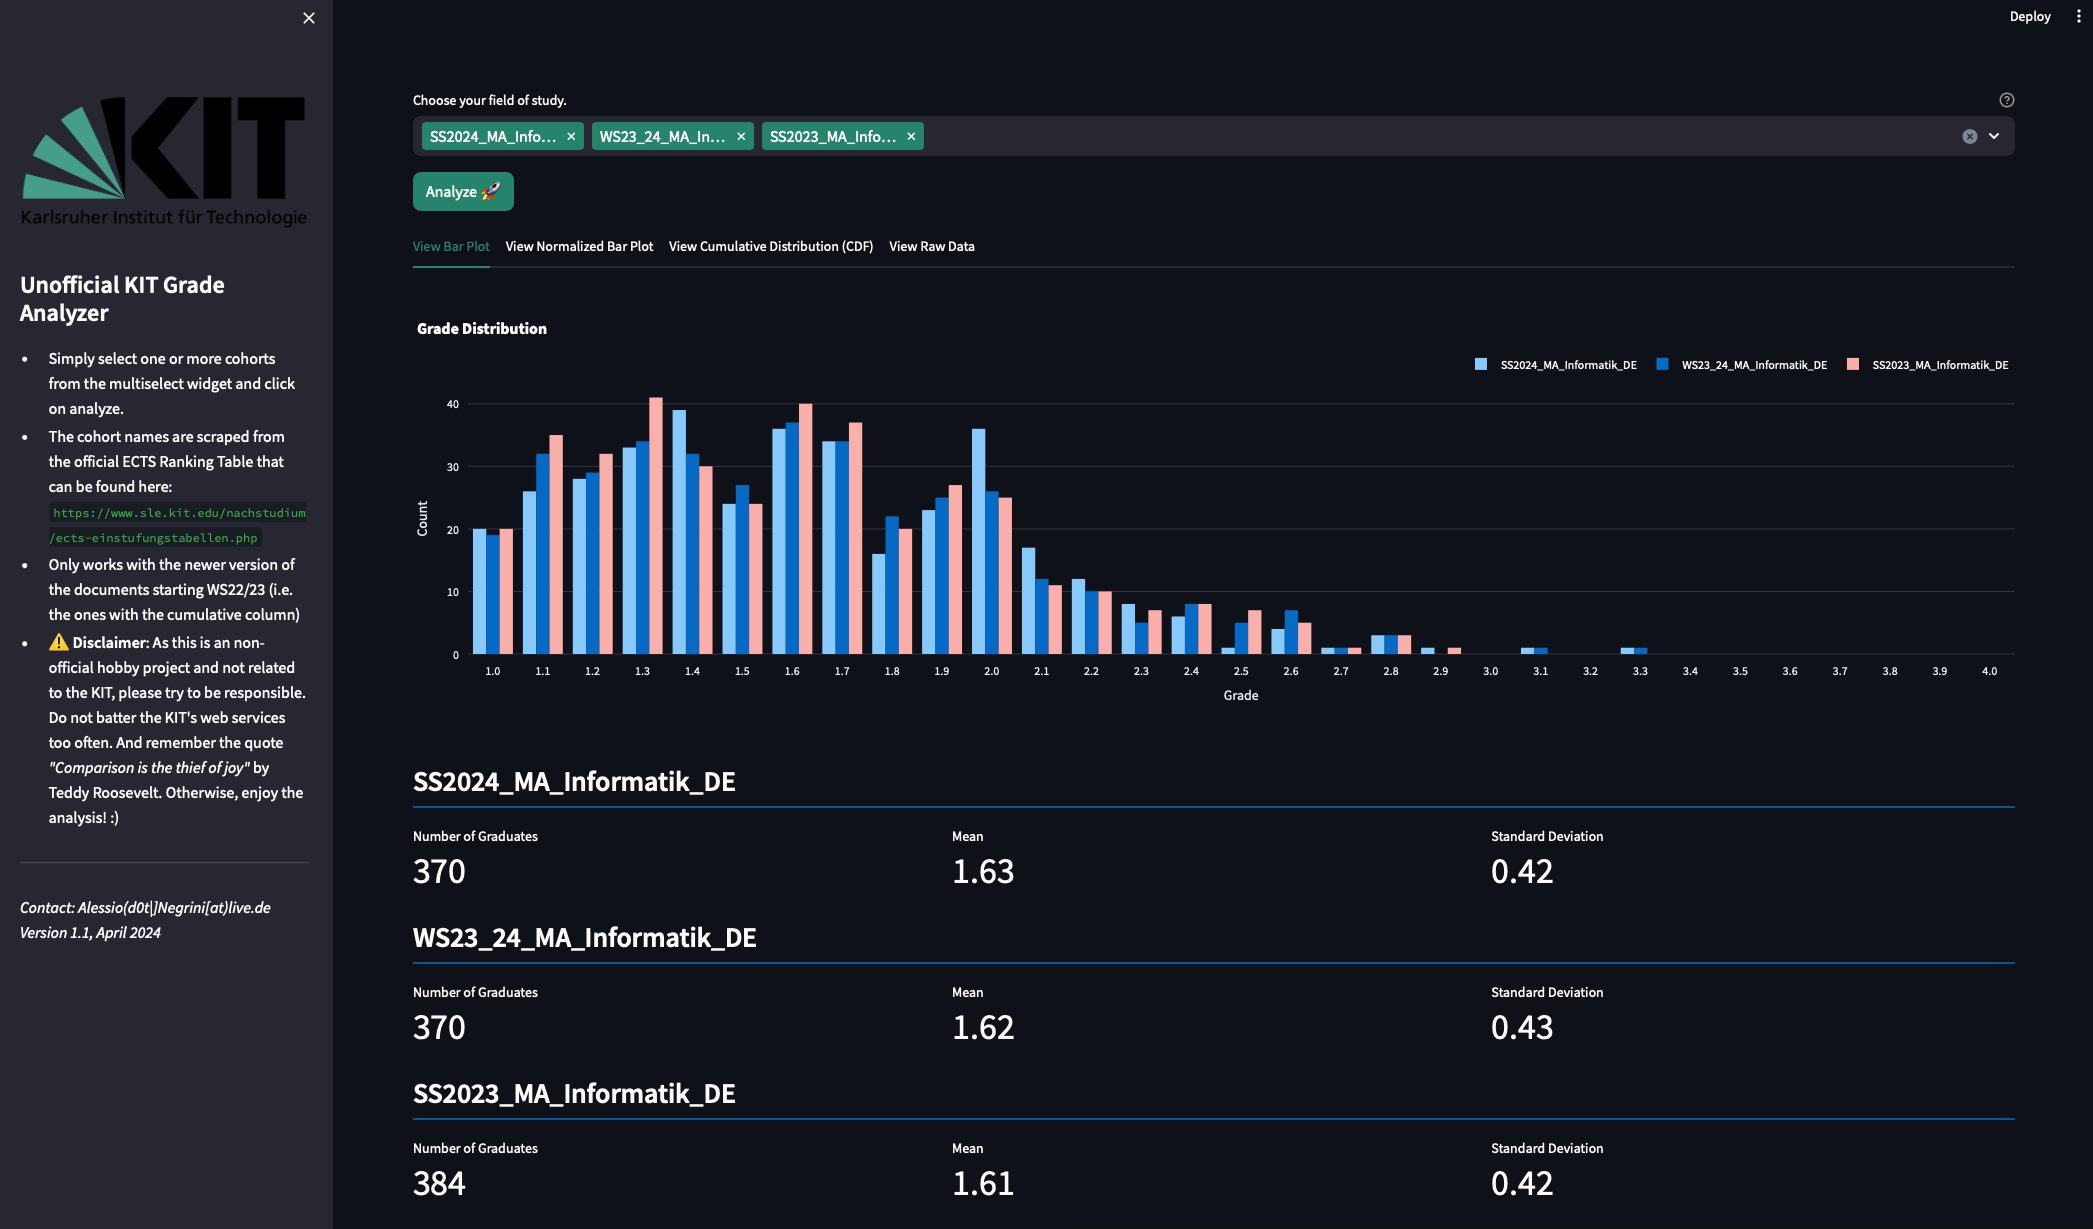 Deploy
KIT
Karlsruher Institut für Technologie
Unofficial KIT Grade
Analyzer
• Simply select one or more cohorts
from the multiselect widget and click
on analyze.
• The cohort names are scraped from
the official ECTS Ranking Table that
can be found here:
https://www.sle.kit.edu/nachstudium
/ects-einstufungstabellen.php
• Only works with the newer version of
the documents starting WS22/23 (i.e.
the ones with the cumulative column)
• ⚠️ Disclaimer: As this is an non-
official hobby project and not related
to the KIT, please try to be responsible.
Do not batter the KIT's web services
too often. And remember the quote
"Comparison is the thief of joy" by
Teddy Roosevelt. Otherwise, enjoy the
analysis! :)
Contact: Alessio(d0t|]Negrini[at)live.de
Version 1.1, April 2024
Choose your field of study.
SS2024_MA_Info… WS23_24_MA_In… SS2023_MA_Info…
Analyze 🚀
View Bar Plot View Normalized Bar Plot View Cumulative Distribution (CDF) View Raw Data
Grade Distribution
SS2024_MA_Informatik_DE WS23_24_MA_Informatik_DE SS2023_MA_Informatik_DE
Count
40
30
20
10
0
1.0 1.1 1.2 1.3 1.4 1.5 1.6 1.7 1.8 1.9 2.0 2.1 2.2 2.3 2.4 2.5 2.6 2.7 2.8 2.9 3.0 3.1 3.2 3.3 3.4 3.5 3.6 3.7 3.8 3.9 4.0
Grade
SS2024_MA_Informatik_DE
Number of Graduates Mean Standard Deviation
370 1.63 0.42
WS23_24_MA_Informatik_DE
Number of Graduates Mean Standard Deviation
370 1.62 0.43
SS2023_MA_Informatik_DE
Number of Graduates Mean Standard Deviation
384 1.61 0.42